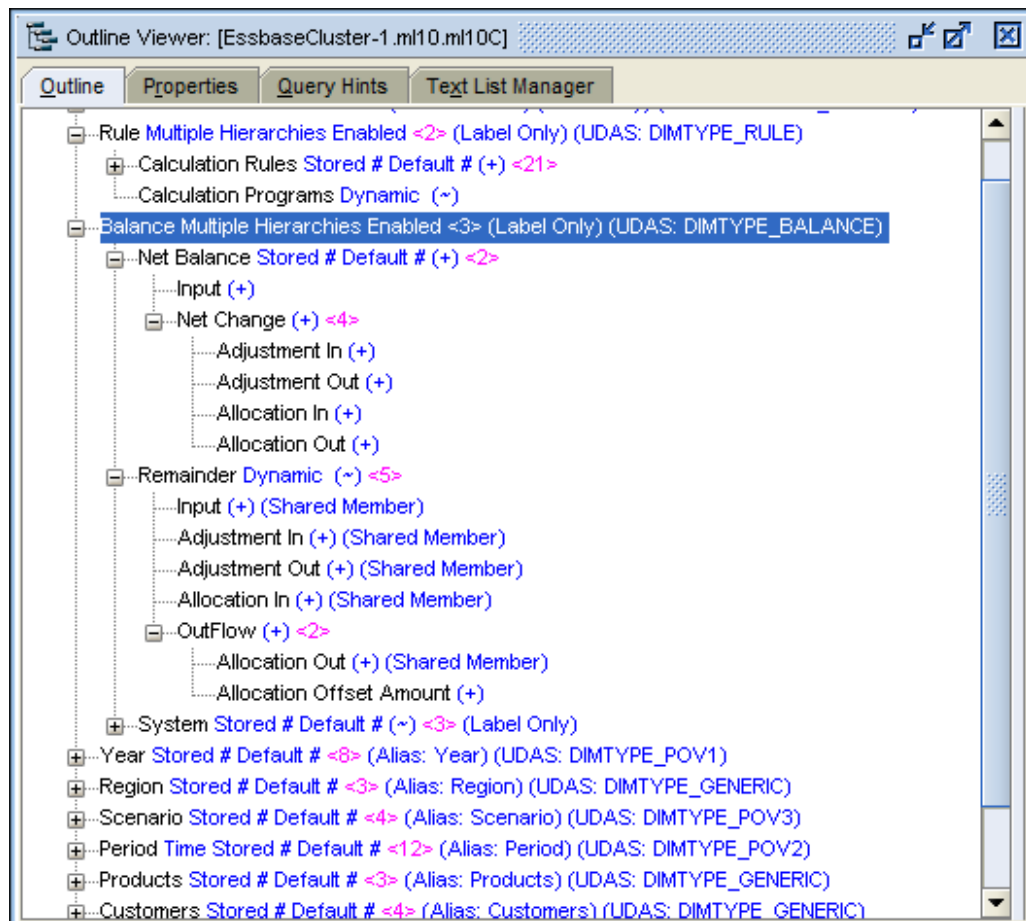 Outline Viewer: [EssbaseCluster-1.ml10.ml10C]
Outline Properties Query Hints Text List Manager
Rule Multiple Hierarchies Enabled <2> (Label Only) (UDAS: DIMTYPE_RULE)
Calculation Rules Stored # Default # (+) <21>
Calculation Programs Dynamic (~)
Balance Multiple Hierarchies Enabled <3> (Label Only) (UDAS: DIMTYPE_BALANCE)
Net Balance Stored # Default # (+) <2>
Input (+)
Net Change (+) <4>
Adjustment In (+)
Adjustment Out (+)
Allocation In (+)
Allocation Out (+)
Remainder Dynamic (~) <5>
Input (+) (Shared Member)
Adjustment In (+) (Shared Member)
Adjustment Out (+) (Shared Member)
Allocation In (+) (Shared Member)
OutFlow (+) <2>
Allocation Out (+) (Shared Member)
Allocation Offset Amount (+)
System Stored # Default # (~) <3> (Label Only)
Year Stored # Default # <8> (Alias: Year) (UDAS: DIMTYPE_POV1)
Region Stored # Default # <3> (Alias: Region) (UDAS: DIMTYPE_GENERIC)
Scenario Stored # Default # <4> (Alias: Scenario) (UDAS: DIMTYPE_POV3)
Period Time Stored # Default # <12> (Alias: Period) (UDAS: DIMTYPE_POV2)
Products Stored # Default # <3> (Alias: Products) (UDAS: DIMTYPE_GENERIC)
Customers Stored # Default # <4> (Alias: Customers) (UDAS: DIMTYPE_GENERIC)